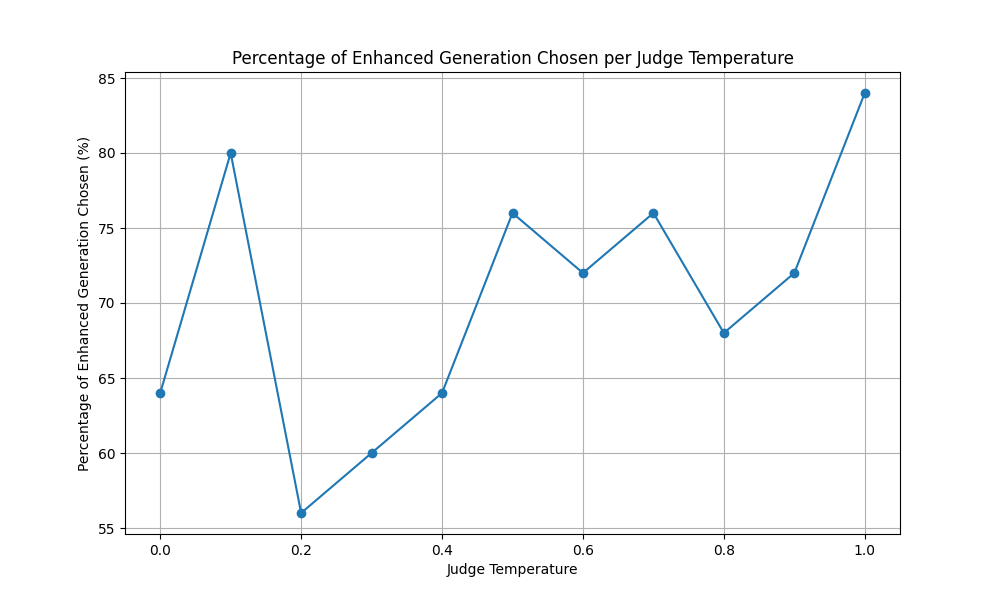 Percentage of Enhanced Generation Chosen per Judge Temperature
Percentage of Enhanced Generation Chosen (%)
85
80
75
70
65
60
55
0.0 0.2 0.4 0.6 0.8 1.0
Judge Temperature